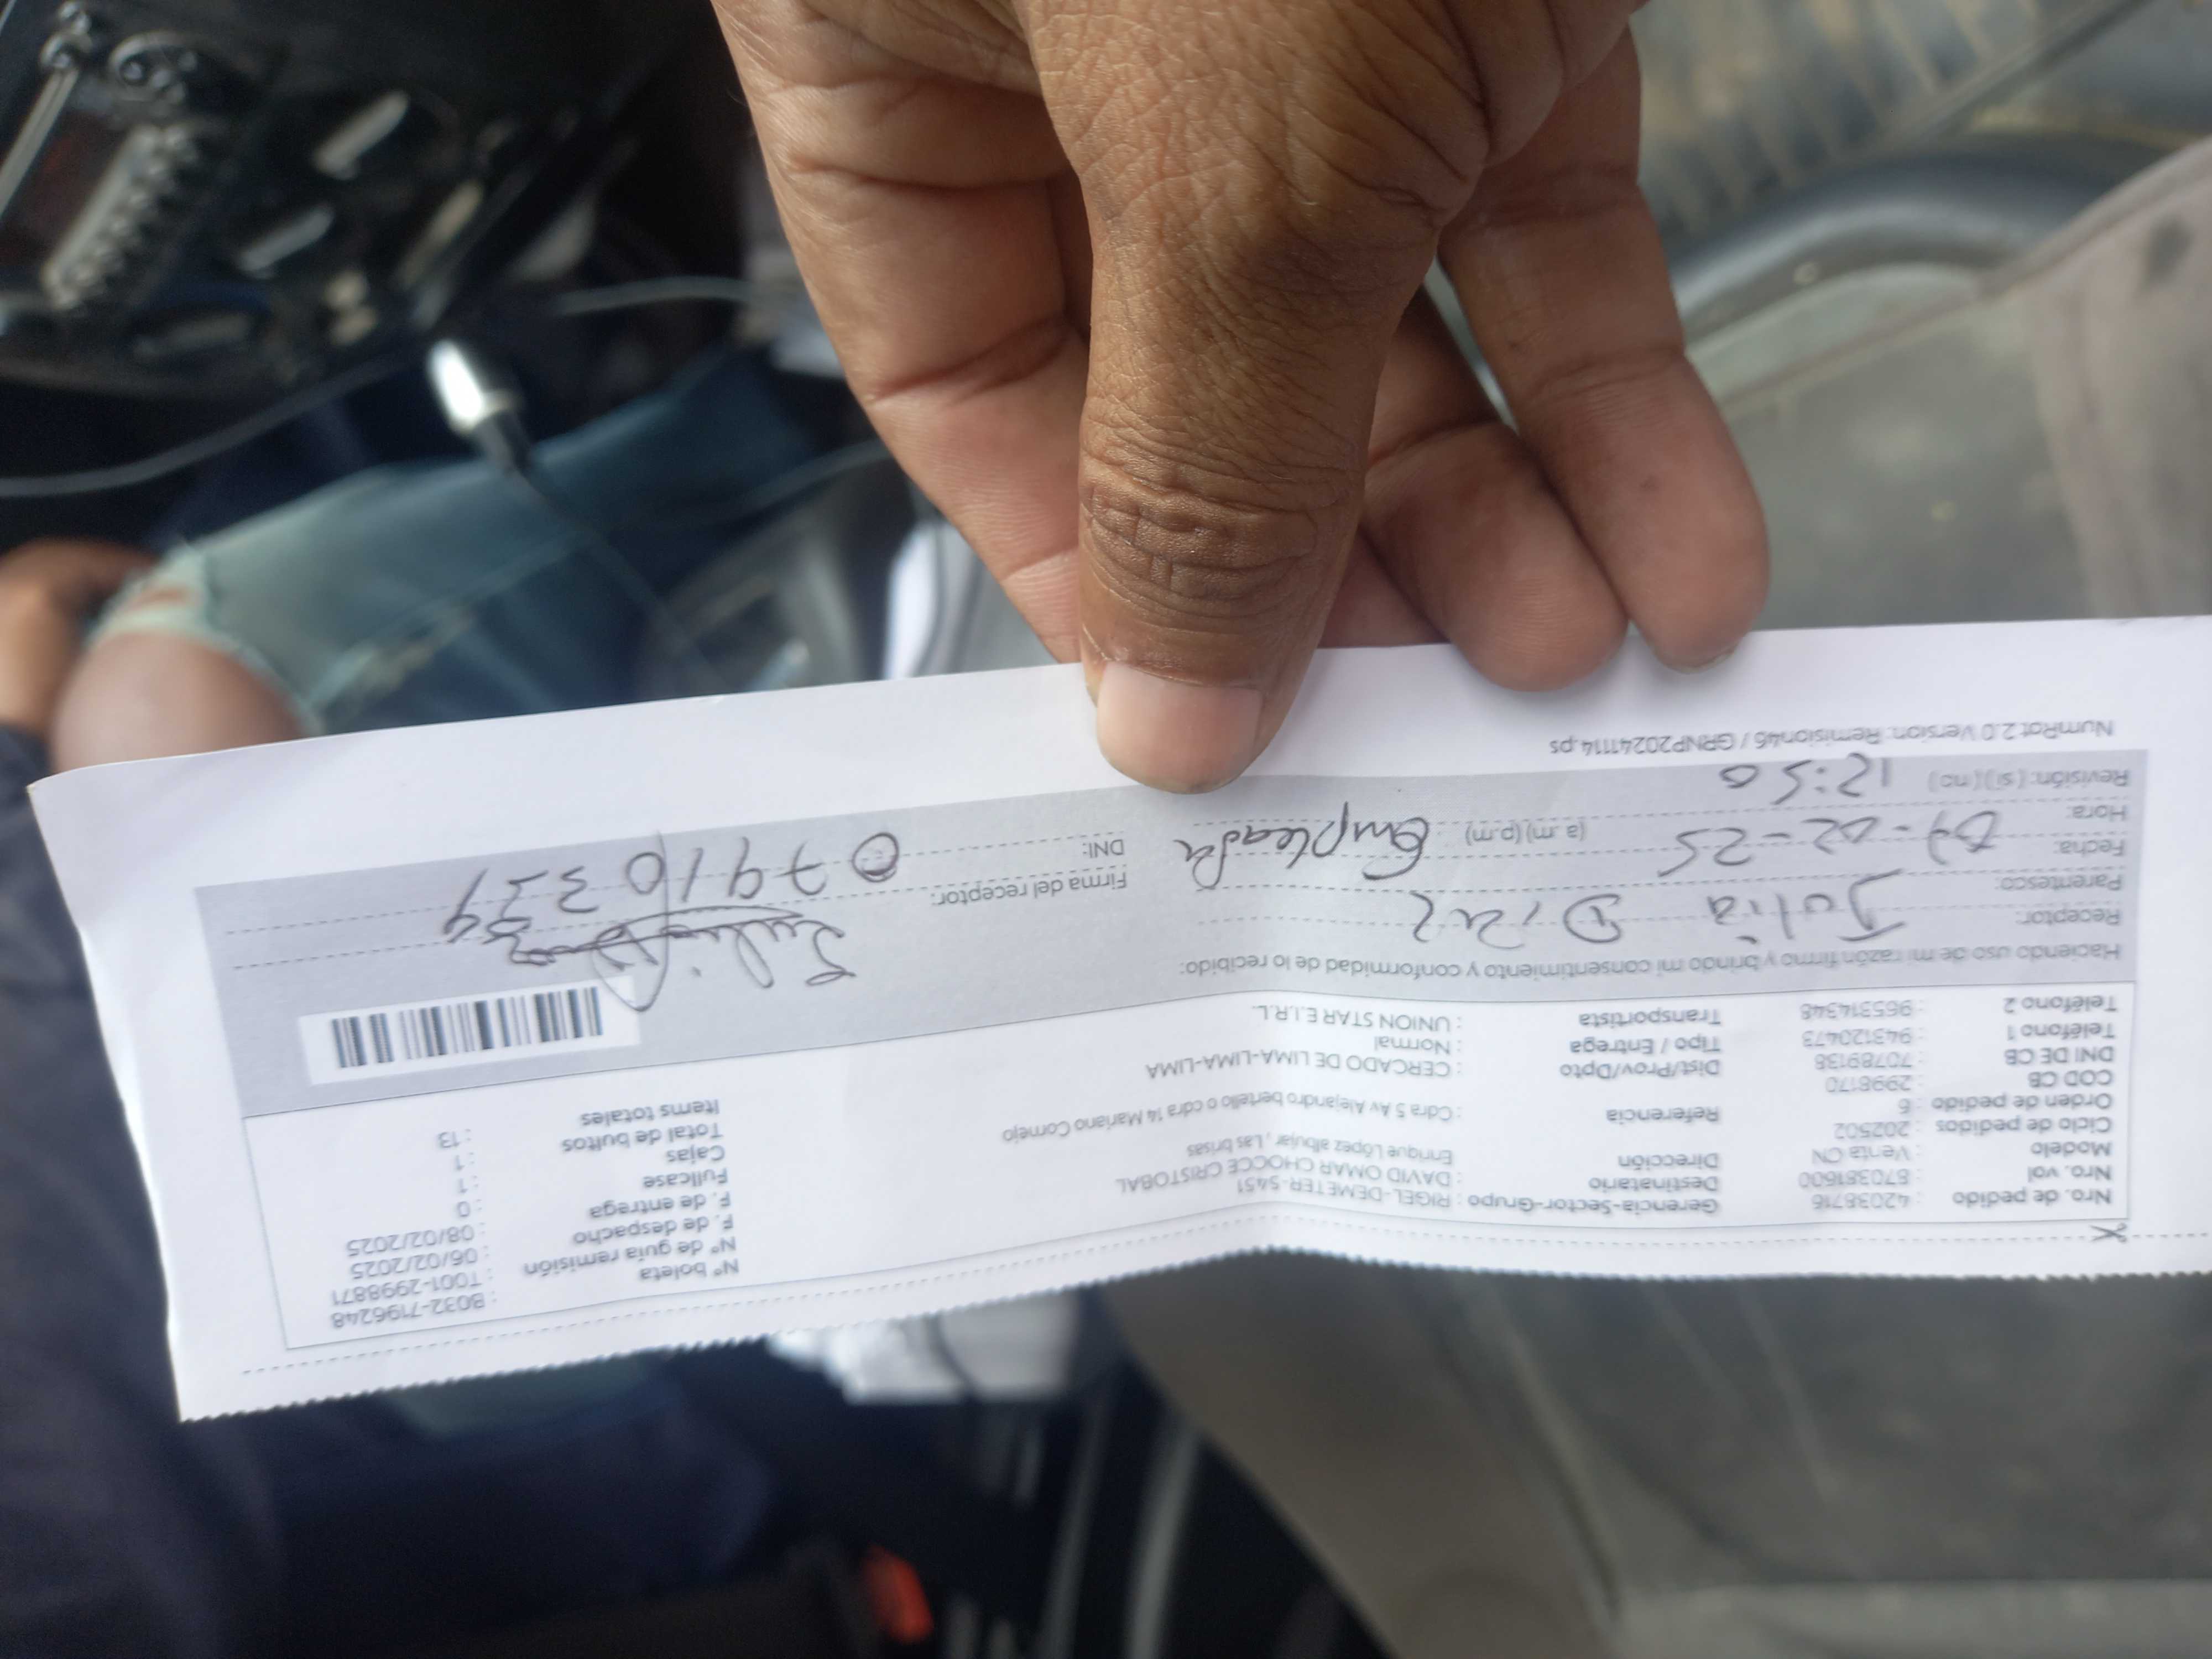 Nro. de pedido : 42038716
Nro. vol : 870381600
Modelo : Venta CN
Ciclo de pedidos : 202502
Orden de pedido : 6
COD CB : 2998170
DNI DE CB : 70789138
Teléfono 1 : 943120473
Teléfono 2 : 965314348
Gerencia-Sector-Grupo : RIGEL-DEMETER-S451
Destinatario : DAVID OMAR CHOCCE CRISTOBAL
Dirección Enrique López albujar , Las brisas
Referencia : Cdra 5 Av Alejandro bertello o cdra 14 Mariano Cornejo
Dist/Prov/Dpto : CERCADO DE LIMA-LIMA-LIMA
Tipo / Entrega : Normal
Transportista : UNION STAR E.I.R.L.
N° boleta : B032-7196248
N° de guía remisión : T001-2998871
F. de despacho : 06/02/2025
F. de entrega : 08/02/2025
Fullcase : 0
Cajas : 1
Total de bultos : 1
Items totales : 13
Haciendo uso de mi razón firmo y brindo mi consentimiento y conformidad de lo recibido:
Receptor: Julia Diaz
Parentesco: Empleada
Fecha: 07-02-25
Hora: 12:50 (a.m) (p.m)
Revisión: (si) (no)
Firma del receptor:
DNI: 07910339
NumRot 2.0 Version: Remision46 / GRNP20241114.ps